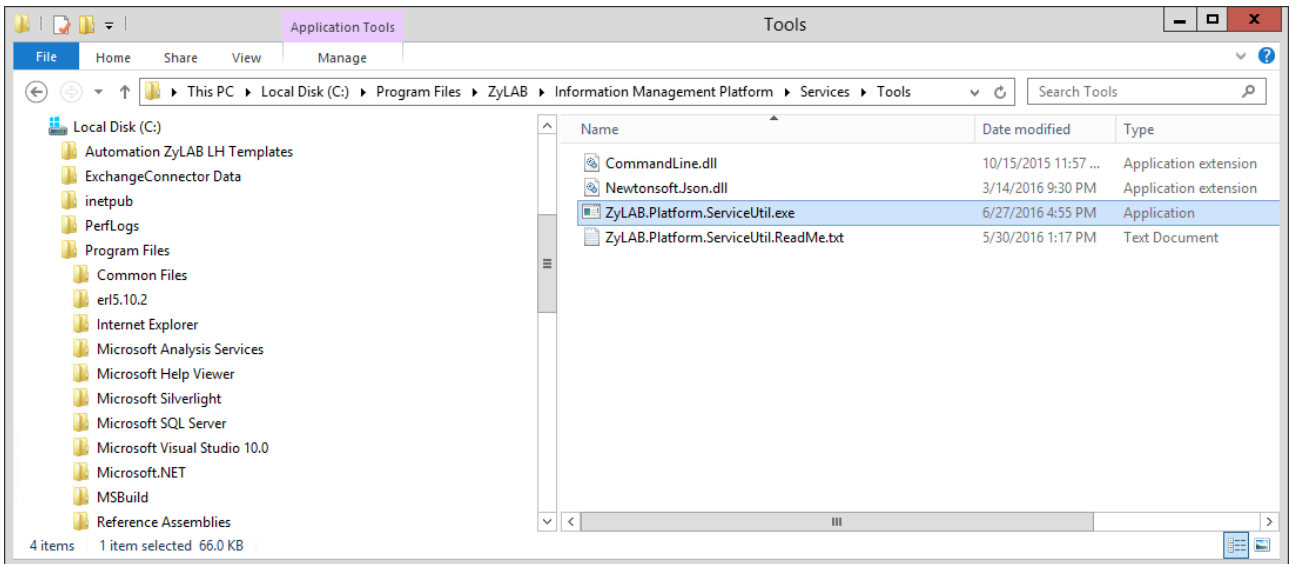 Application Tools
Tools
File Home Share View Manage
This PC Local Disk (C:) Program Files ZyLAB Information Management Platform Services Tools
Search Tools
Local Disk (C:)
Automation ZyLAB LH Templates
ExchangeConnector Data
inetpub
PerfLogs
Program Files
Common Files
erl5.10.2
Internet Explorer
Microsoft Analysis Services
Microsoft Help Viewer
Microsoft Silverlight
Microsoft SQL Server
Microsoft Visual Studio 10.0
Microsoft.NET
MSBuild
Reference Assemblies
Name Date modified Type
CommandLine.dll 10/15/2015 11:57 ... Application extension
Newtonsoft.Json.dll 3/14/2016 9:30 PM Application extension
ZyLAB.Platform.ServiceUtil.exe 6/27/2016 4:55 PM Application
ZyLAB.Platform.ServiceUtil.ReadMe.txt 5/30/2016 1:17 PM Text Document
4 items 1 item selected 66.0 KB